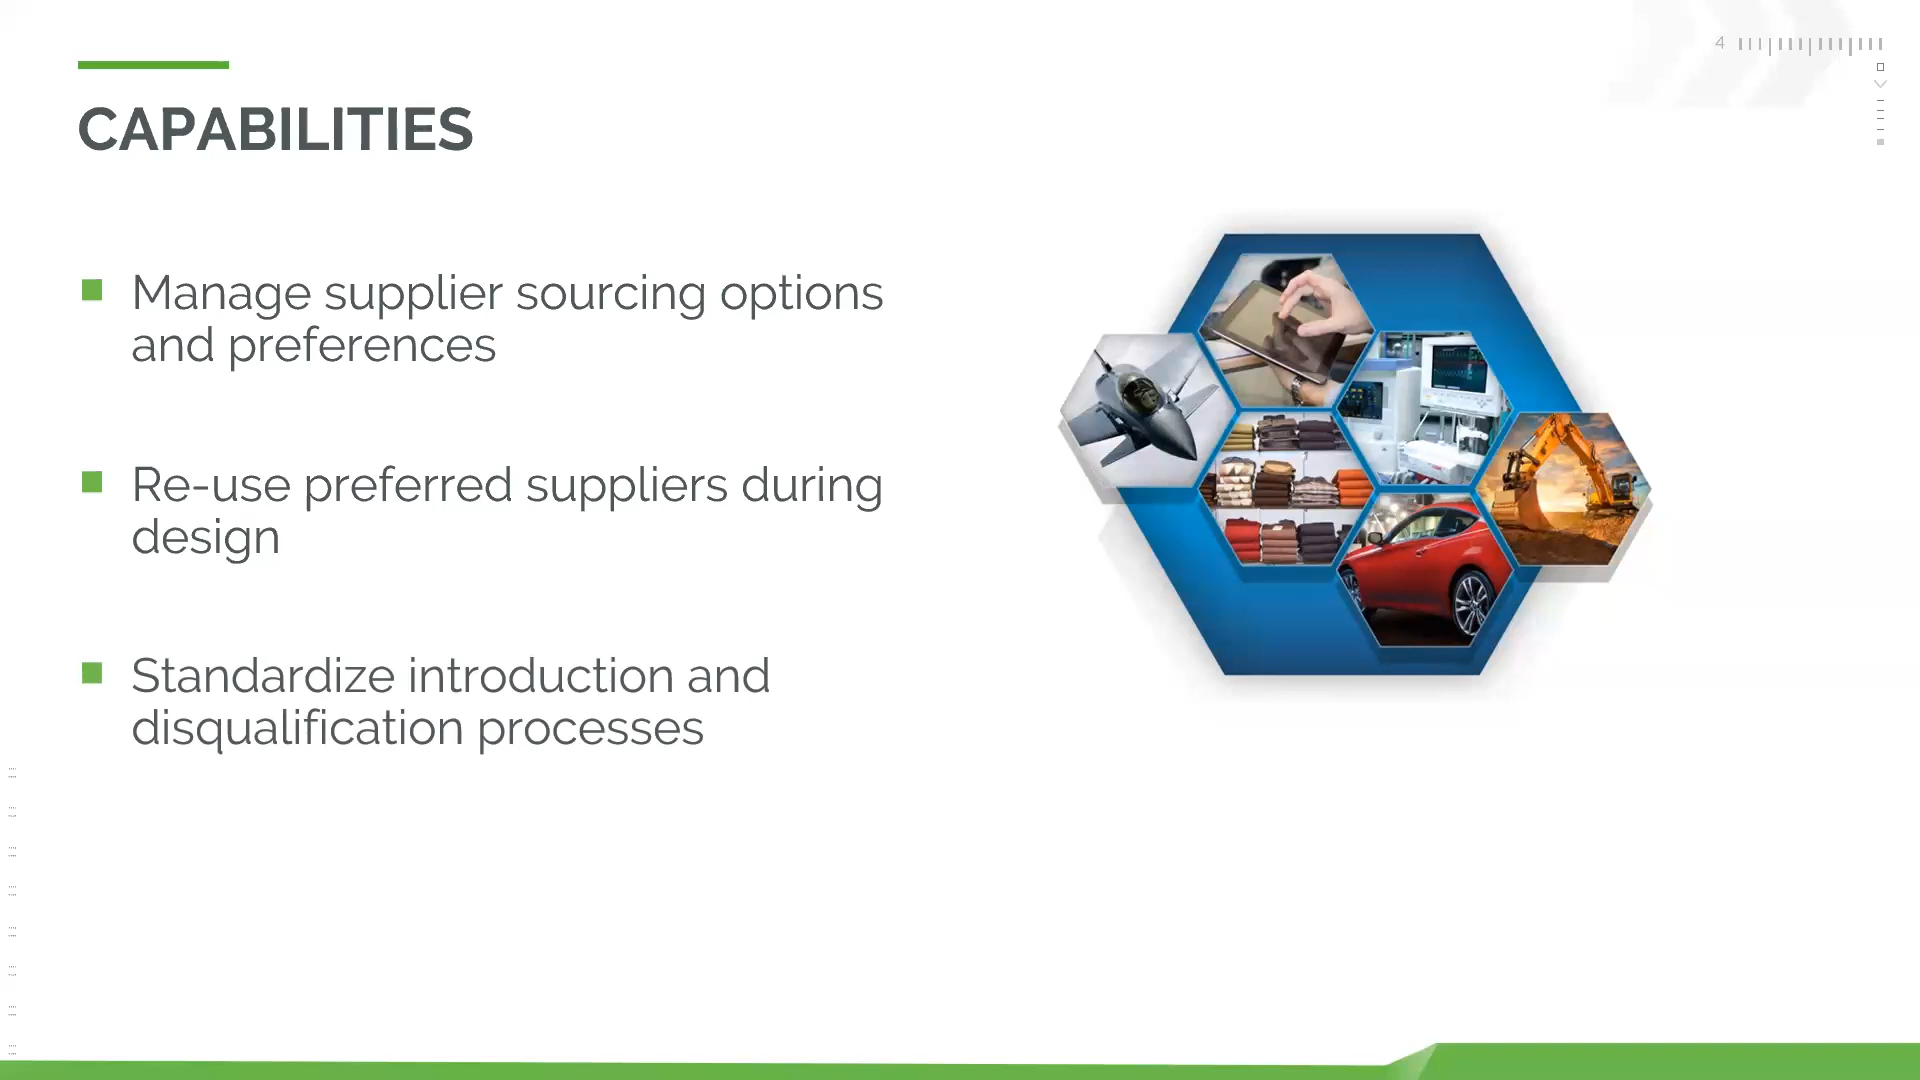 4
CAPABILITIES
Manage supplier sourcing options
and preferences
Re-use preferred suppliers during
design
Standardize introduction and
disqualification processes